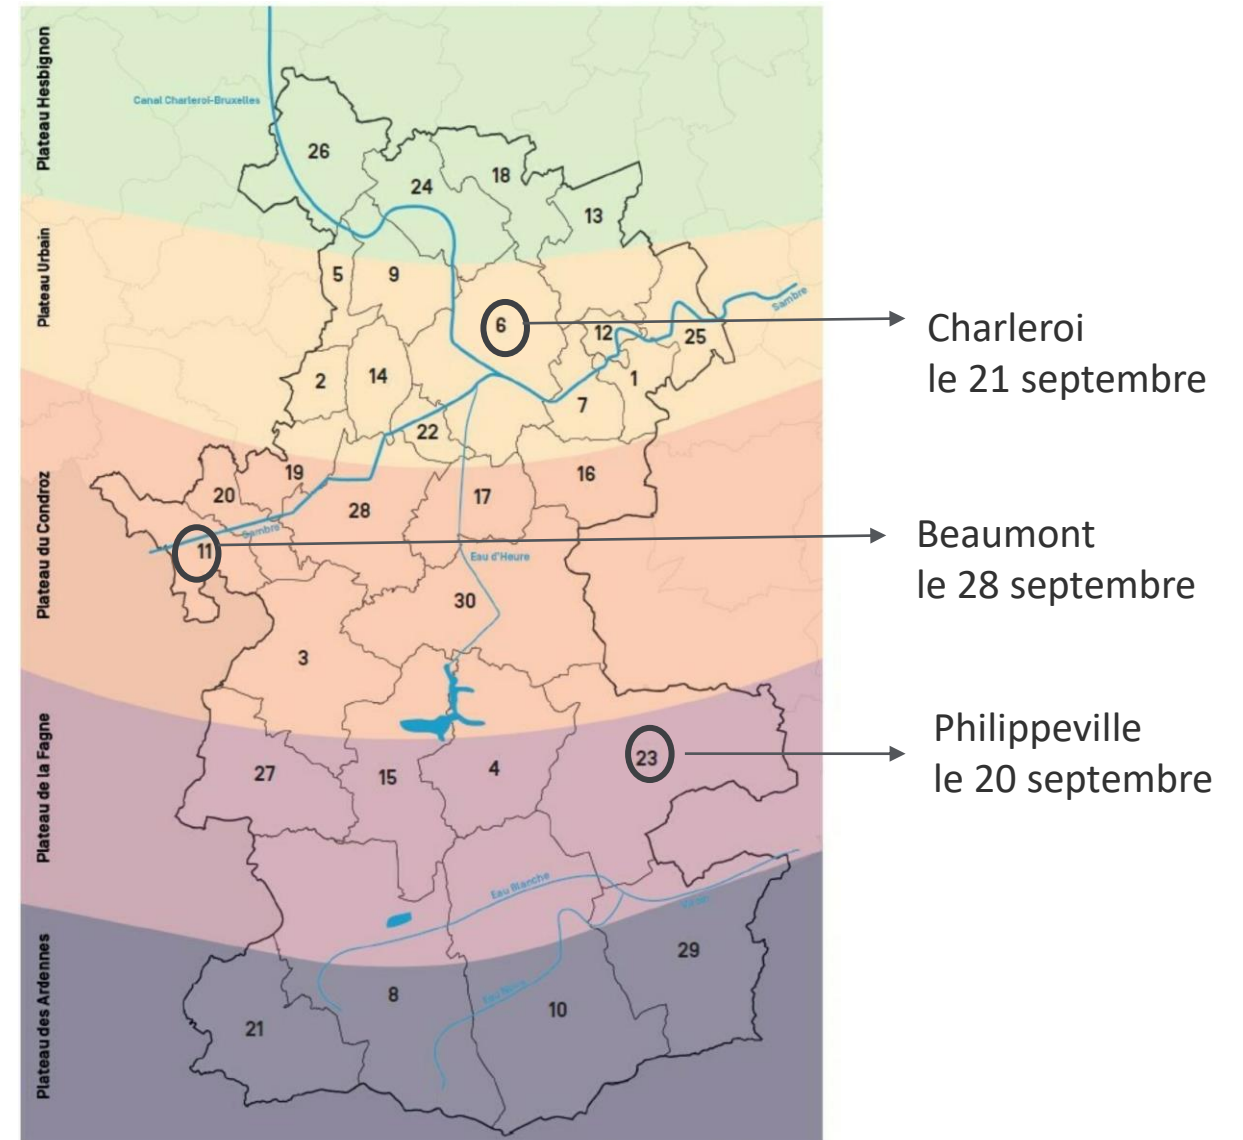 Plateau Hesbignon
Canal Charleroi-Bruxelles
26
24
18
13
Plateau Urbain
5
9
6
12
25
Sambre
Charleroi
le 21 septembre
2
14
1
7
22
Plateau du Condroz
19
20
28
17
16
Sambre
11
Eau d'Heure
Beaumont
le 28 septembre
30
3
Plateau de la Fagne
27
15
4
23
Philippeville
le 20 septembre
Eau Blanche
Plateau des Ardennes
29
8
Eau Noire
10
21